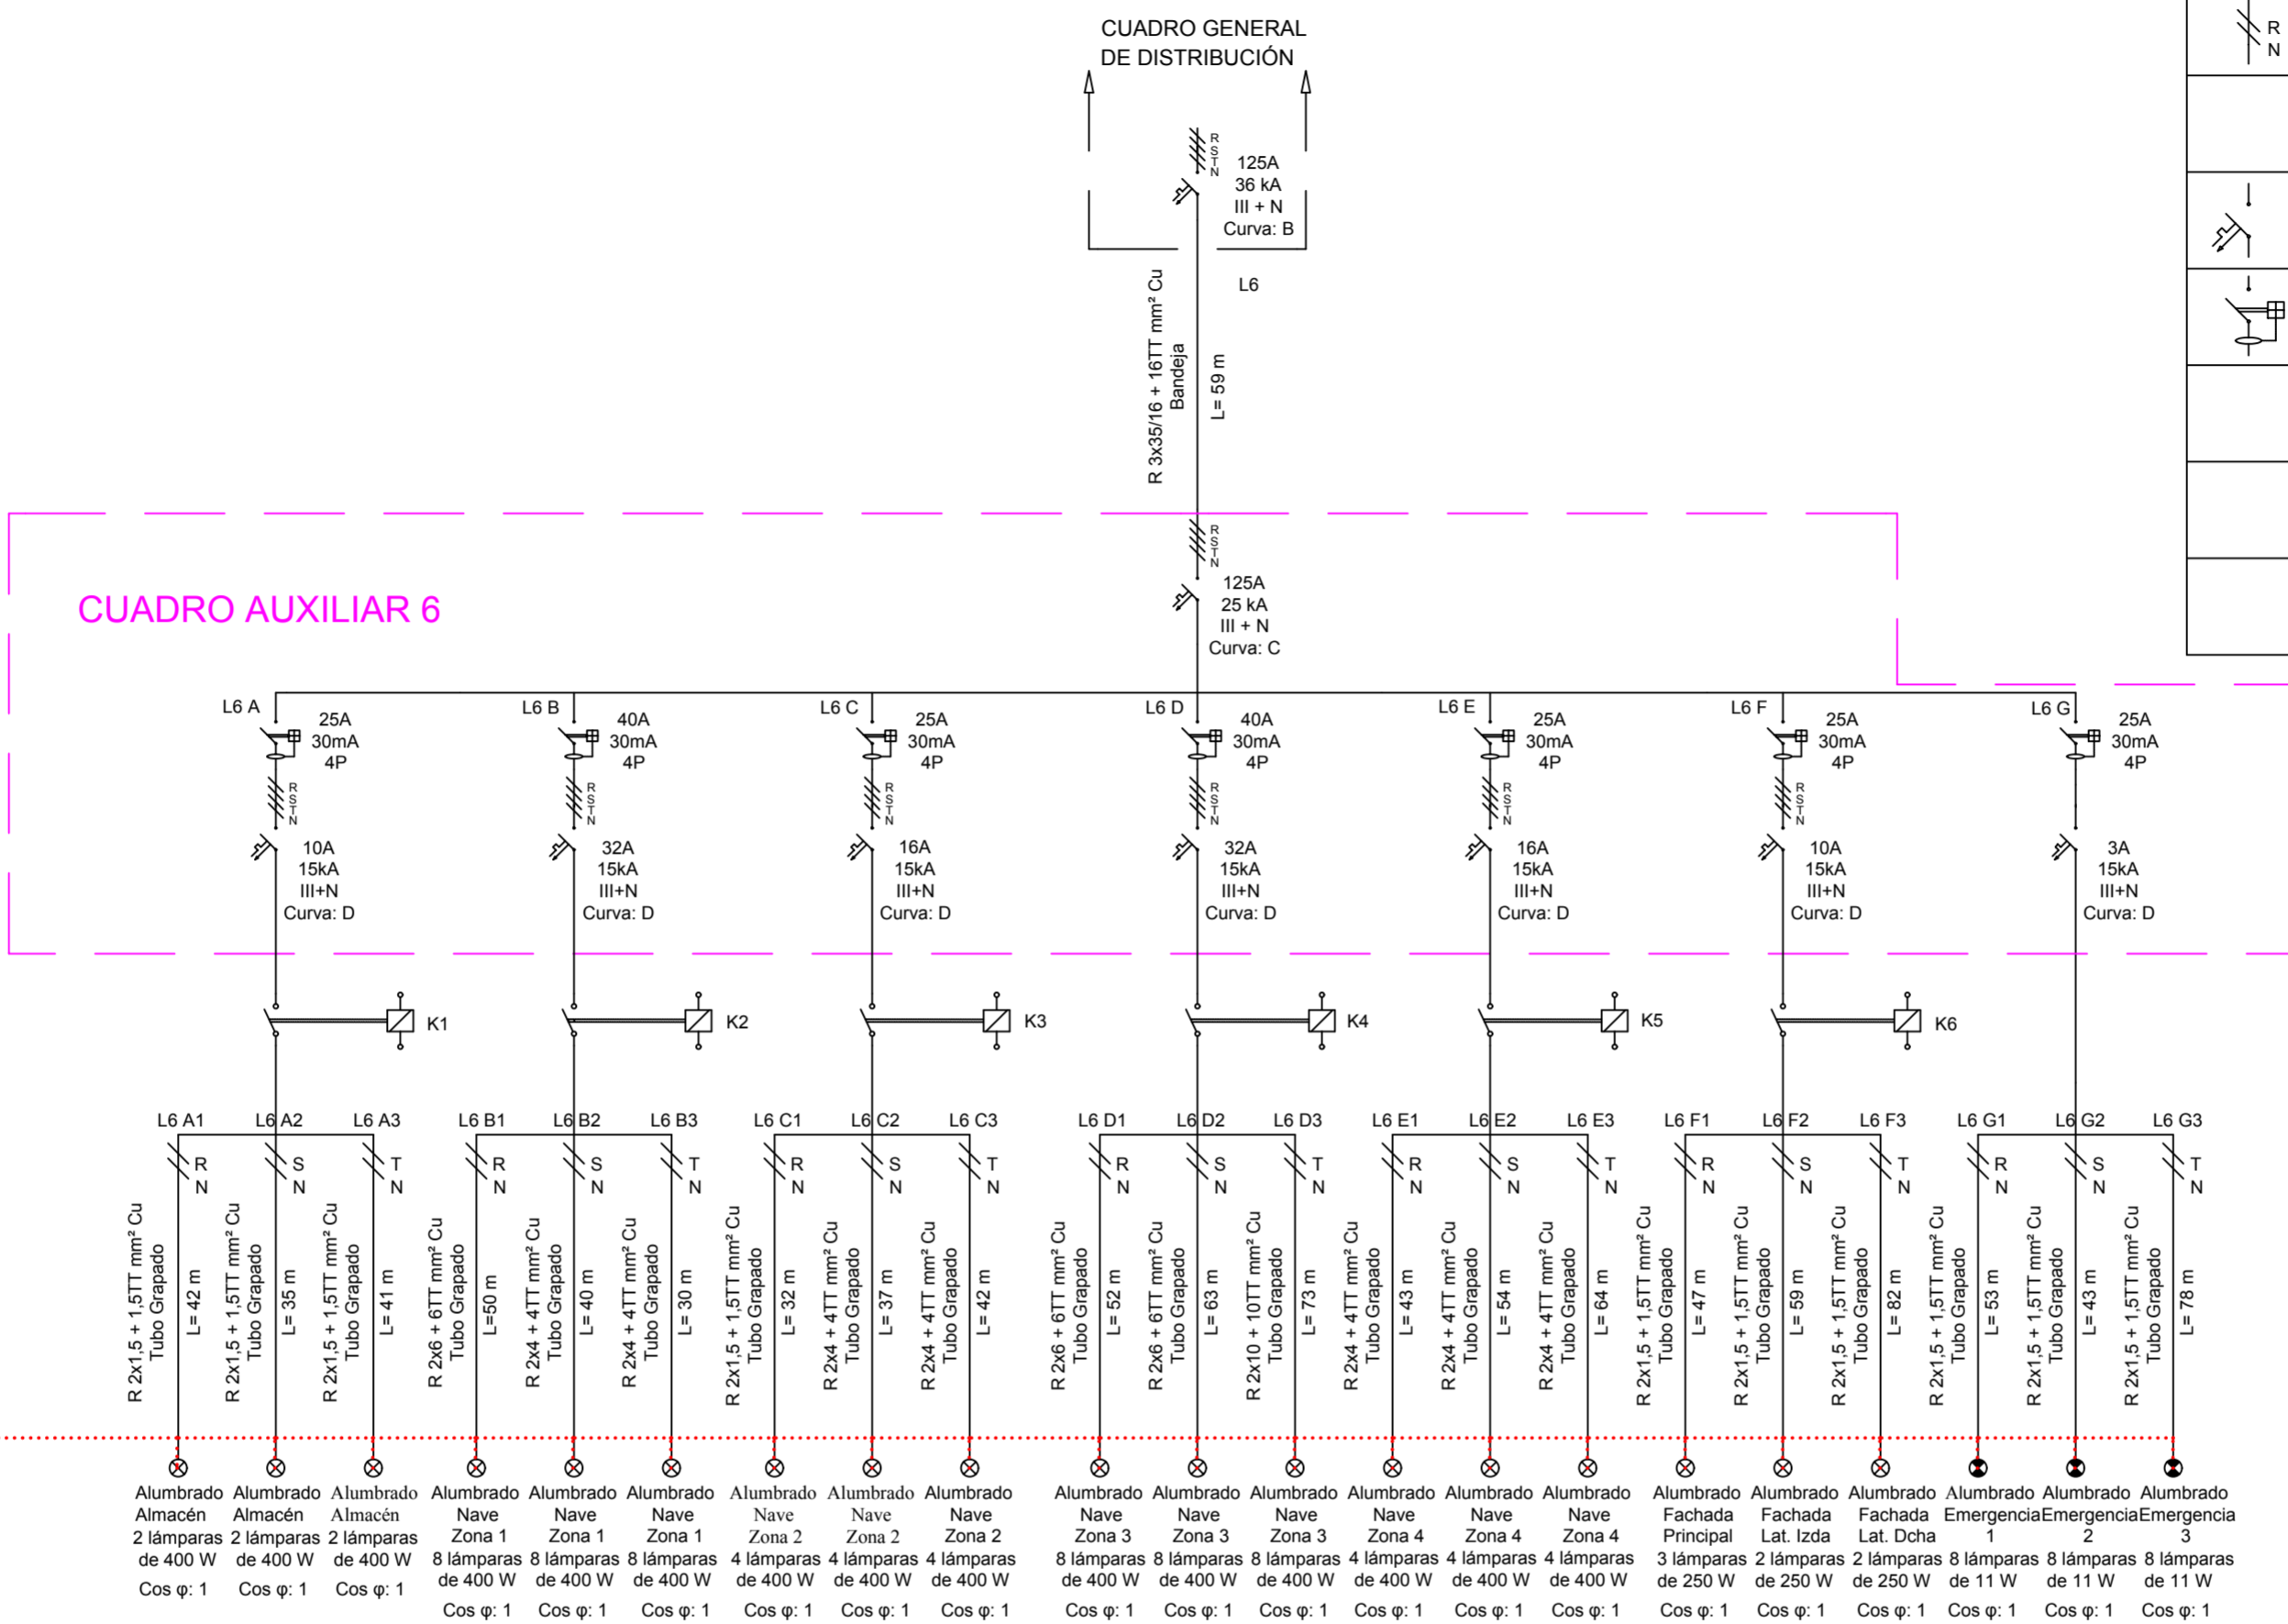 CUADRO GENERAL
DE DISTRIBUCIÓN
R
N
R
S
T
N
125A
36 kA
III + N
Curva: B
L6
R 3x35/16 + 16TT mm² Cu
Bandeja
L= 59 m
R
S
T
N
125A
25 kA
III + N
Curva: C
CUADRO AUXILIAR 6
L6 A
25A
30mA
4P
R
S
T
N
10A
15kA
III+N
Curva: D
L6 B
40A
30mA
4P
R
S
T
N
32A
15kA
III+N
Curva: D
L6 C
25A
30mA
4P
R
S
T
N
16A
15kA
III+N
Curva: D
L6 D
40A
30mA
4P
R
S
T
N
32A
15kA
III+N
Curva: D
L6 E
25A
30mA
4P
R
S
T
N
16A
15kA
III+N
Curva: D
L6 F
25A
30mA
4P
R
S
T
N
10A
15kA
III+N
Curva: D
L6 G
25A
30mA
4P
3A
15kA
III+N
Curva: D
K1
K2
K3
K4
K5
K6
L6 A1
R
N
R 2x1,5 + 1,5TT mm² Cu
Tubo Grapado
L= 42 m
L6 A2
S
N
R 2x1,5 + 1,5TT mm² Cu
Tubo Grapado
L= 35 m
L6 A3
T
N
R 2x1,5 + 1,5TT mm² Cu
Tubo Grapado
L= 41 m
L6 B1
R
N
R 2x6 + 6TT mm² Cu
Tubo Grapado
L=50 m
L6 B2
S
N
R 2x4 + 4TT mm² Cu
Tubo Grapado
L= 40 m
L6 B3
T
N
R 2x4 + 4TT mm² Cu
Tubo Grapado
L= 30 m
L6 C1
R
N
R 2x1,5 + 1,5TT mm² Cu
Tubo Grapado
L= 32 m
L6 C2
S
N
R 2x4 + 4TT mm² Cu
Tubo Grapado
L= 37 m
L6 C3
T
N
R 2x4 + 4TT mm² Cu
Tubo Grapado
L= 42 m
L6 D1
R
N
R 2x6 + 6TT mm² Cu
Tubo Grapado
L= 52 m
L6 D2
S
N
R 2x6 + 6TT mm² Cu
Tubo Grapado
L= 63 m
L6 D3
T
N
R 2x10 + 10TT mm² Cu
Tubo Grapado
L= 73 m
L6 E1
R
N
R 2x4 + 4TT mm² Cu
Tubo Grapado
L= 43 m
L6 E2
S
N
R 2x4 + 4TT mm² Cu
Tubo Grapado
L= 54 m
L6 E3
T
N
R 2x4 + 4TT mm² Cu
Tubo Grapado
L= 64 m
L6 F1
R
N
R 2x1,5 + 1,5TT mm² Cu
Tubo Grapado
L= 47 m
L6 F2
S
N
R 2x1,5 + 1,5TT mm² Cu
Tubo Grapado
L= 59 m
L6 F3
T
N
R 2x1,5 + 1,5TT mm² Cu
Tubo Grapado
L= 82 m
L6 G1
R
N
R 2x1,5 + 1,5TT mm² Cu
Tubo Grapado
L= 53 m
L6 G2
S
N
R 2x1,5 + 1,5TT mm² Cu
Tubo Grapado
L= 43 m
L6 G3
T
N
R 2x1,5 + 1,5TT mm² Cu
Tubo Grapado
L= 78 m
Alumbrado
Almacén
2 lámparas
de 400 W
Cos φ: 1
Alumbrado
Almacén
2 lámparas
de 400 W
Cos φ: 1
Alumbrado
Almacén
2 lámparas
de 400 W
Cos φ: 1
Alumbrado
Nave
Zona 1
8 lámparas
de 400 W
Cos φ: 1
Alumbrado
Nave
Zona 1
8 lámparas
de 400 W
Cos φ: 1
Alumbrado
Nave
Zona 1
8 lámparas
de 400 W
Cos φ: 1
Alumbrado
Nave
Zona 2
4 lámparas
de 400 W
Cos φ: 1
Alumbrado
Nave
Zona 2
4 lámparas
de 400 W
Cos φ: 1
Alumbrado
Nave
Zona 2
4 lámparas
de 400 W
Cos φ: 1
Alumbrado
Nave
Zona 3
8 lámparas
de 400 W
Cos φ: 1
Alumbrado
Nave
Zona 3
8 lámparas
de 400 W
Cos φ: 1
Alumbrado
Nave
Zona 3
8 lámparas
de 400 W
Cos φ: 1
Alumbrado
Nave
Zona 4
4 lámparas
de 400 W
Cos φ: 1
Alumbrado
Nave
Zona 4
4 lámparas
de 400 W
Cos φ: 1
Alumbrado
Nave
Zona 4
4 lámparas
de 400 W
Cos φ: 1
Alumbrado
Fachada
Principal
3 lámparas
de 250 W
Cos φ: 1
Alumbrado
Fachada
Lat. Izda
2 lámparas
de 250 W
Cos φ: 1
Alumbrado
Fachada
Lat. Dcha
2 lámparas
de 250 W
Cos φ: 1
Alumbrado
Emergencia
1
8 lámparas
de 11 W
Cos φ: 1
Alumbrado
Emergencia
2
8 lámparas
de 11 W
Cos φ: 1
Alumbrado
Emergencia
3
8 lámparas
de 11 W
Cos φ: 1